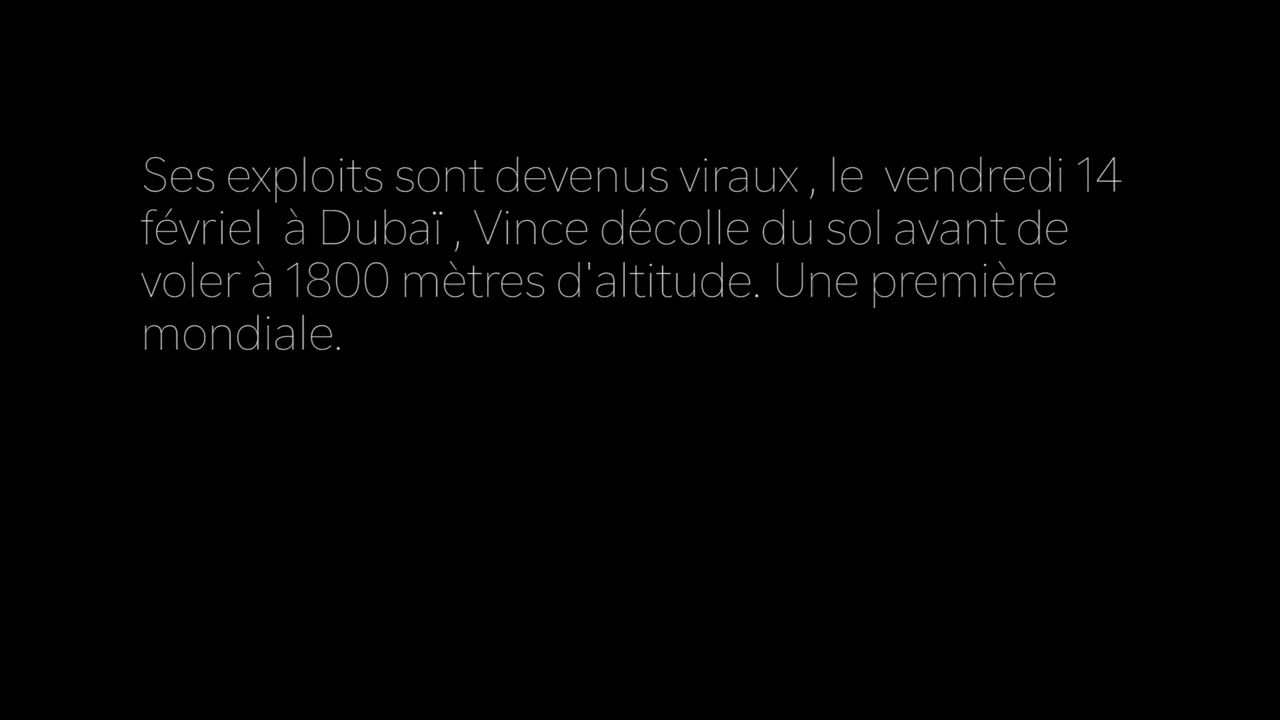 Ses exploits sont devenus viraux , le  vendredi 14
févriel  à Dubaï , Vince décolle du sol avant de
voler à 1800 mètres d'altitude. Une première
mondiale.